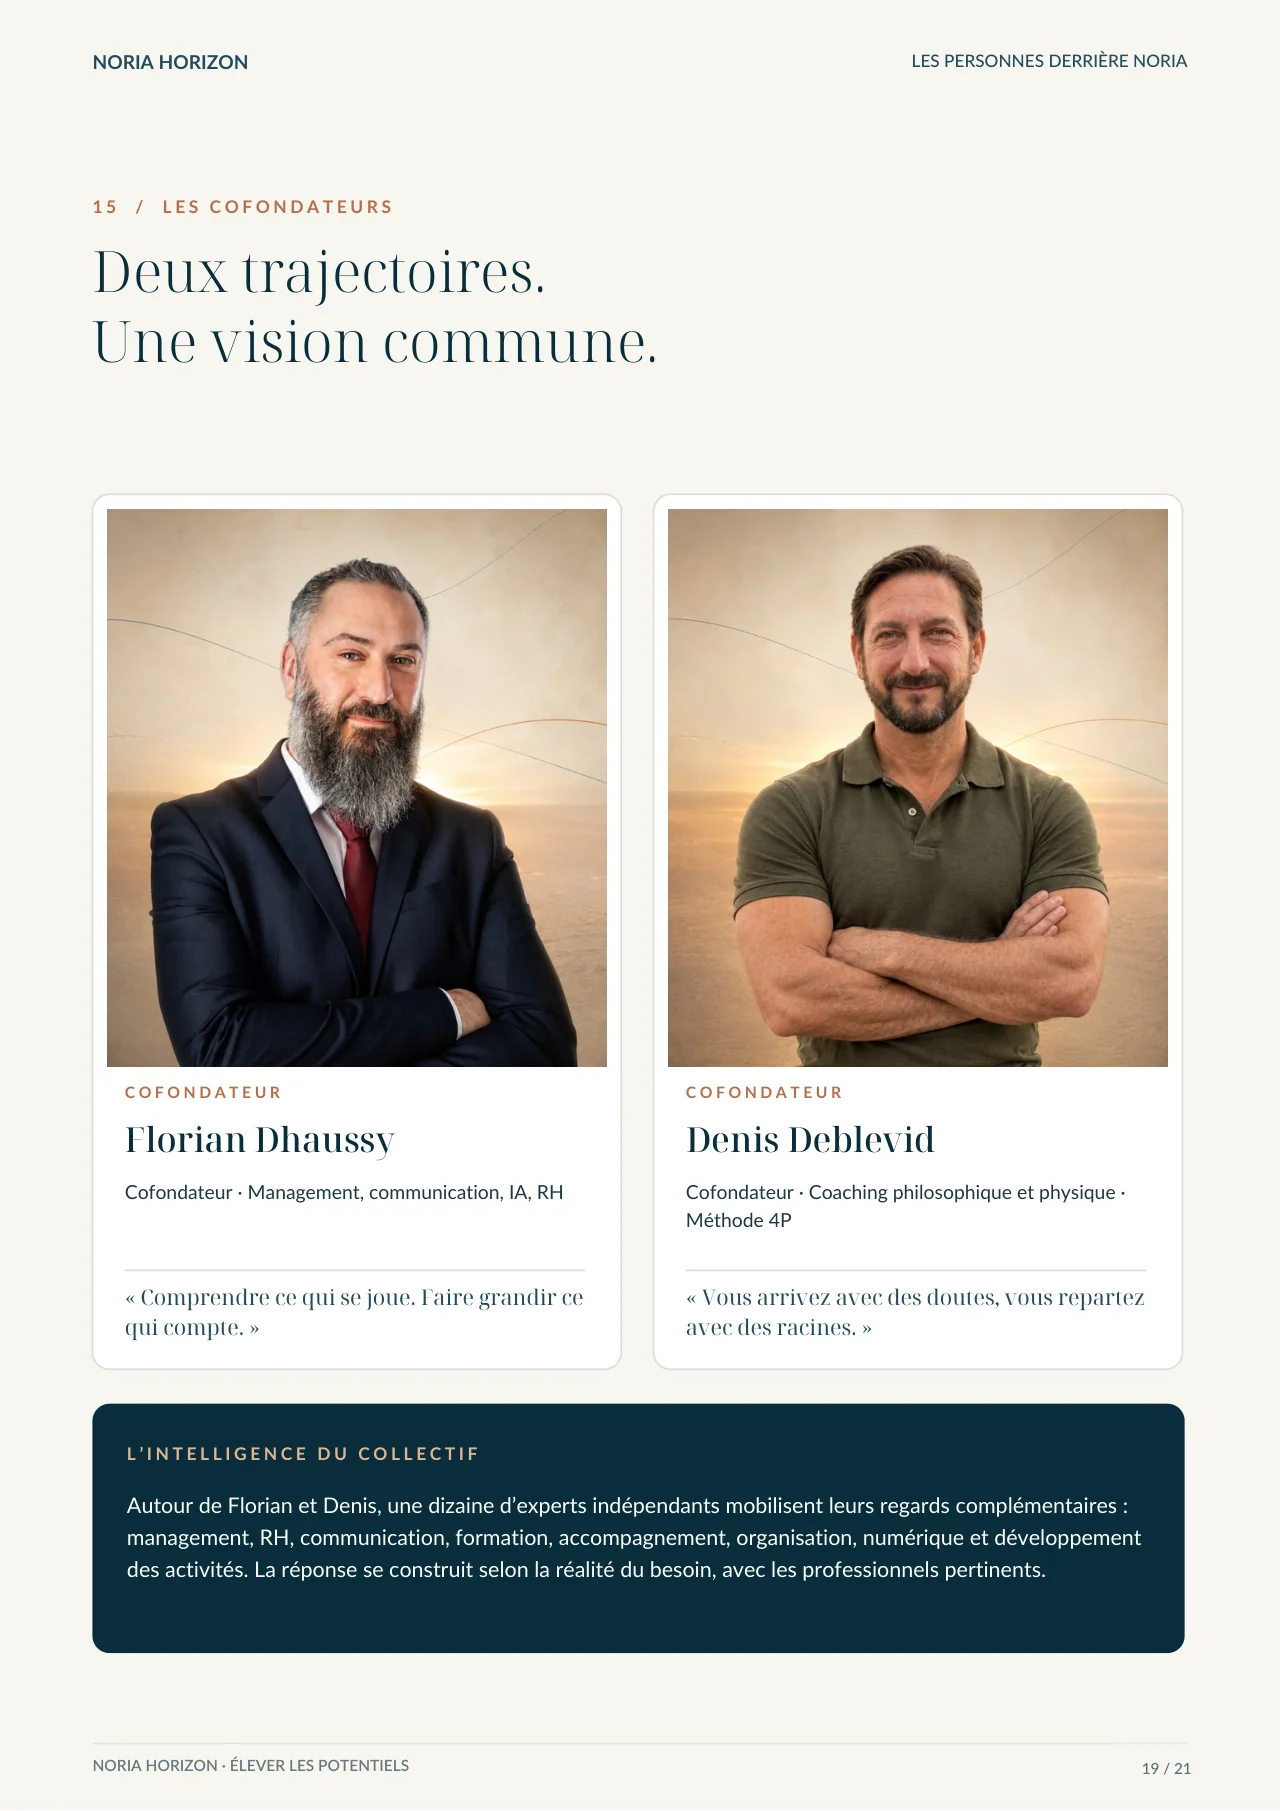 NORIA HORIZON
LES PERSONNES DERRIÈRE NORIA
15 / LES COFONDATEURS
Deux trajectoires.
Une vision commune.
COFONDATEUR
Florian Dhaussy
Cofondateur · Management, communication, IA, RH
« Comprendre ce qui se joue. Faire grandir ce
qui compte. »
COFONDATEUR
Denis Deblevid
Cofondateur · Coaching philosophique et physique ·
Méthode 4P
« Vous arrivez avec des doutes, vous repartez
avec des racines. »
L’INTELLIGENCE DU COLLECTIF
Autour de Florian et Denis, une dizaine d’experts indépendants mobilisent leurs regards complémentaires :
management, RH, communication, formation, accompagnement, organisation, numérique et développement
des activités. La réponse se construit selon la réalité du besoin, avec les professionnels pertinents.
NORIA HORIZON · ÉLEVER LES POTENTIELS
19 / 21